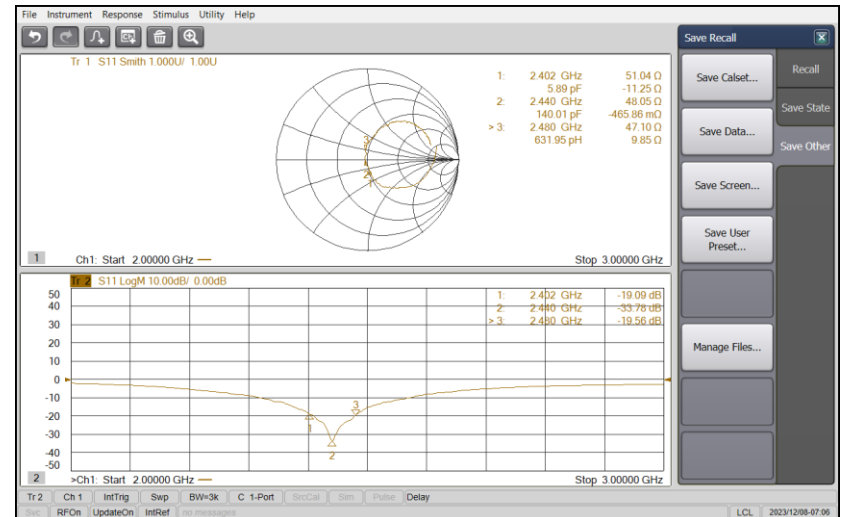 File Instrument Response Stimulus Utility Help
Save Recall
Tr 1 S11 Smith 1.000U/ 1.00U
1: 2.402 GHz 51.04 Ω
5.89 pF -11.25 Ω
2: 2.440 GHz 48.05 Ω
140.01 pF -465.86 mΩ
> 3: 2.480 GHz 47.10 Ω
631.95 pH 9.85 Ω
3
2
1
1 Ch1: Start 2.00000 GHz Stop 3.00000 GHz
Tr 2 S11 LogM 10.00dB/ 0.00dB
1: 2.402 GHz -19.09 dB
2: 2.440 GHz -33.78 dB
> 3: 2.480 GHz -19.56 dB
50
40
30
20
10
0
-10
-20
-30
-40
-50
1
2
3
2 >Ch1: Start 2.00000 GHz Stop 3.00000 GHz
Save Calset...
Save Data...
Save Screen...
Save User
Preset...
Manage Files...
Recall
Save State
Save Other
Tr 2 Ch 1 IntTrig Swp BW=3k C 1-Port SrcCal Sim Pulse Delay
Svc RFOn UpdateOn IntRef no messages LCL 2023/12/08-07:06